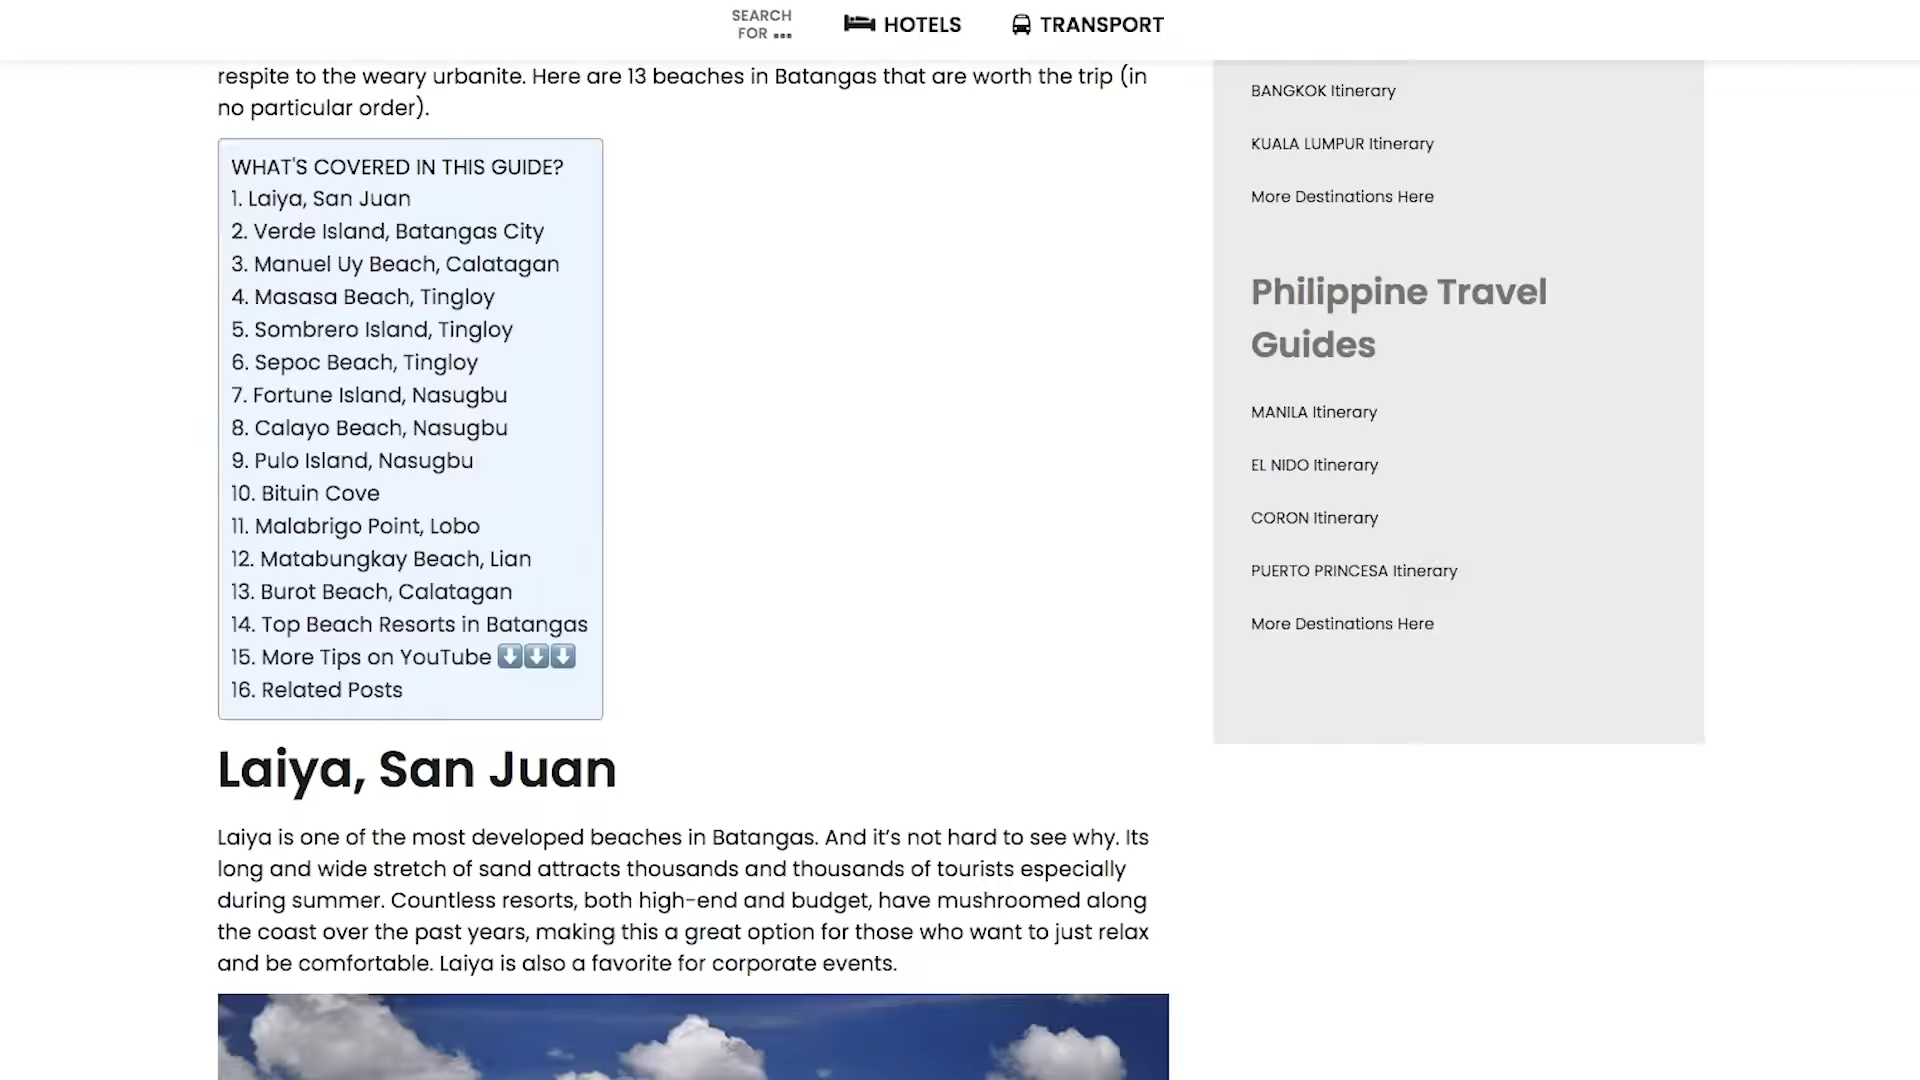 SEARCH
FOR ...
HOTELS
TRANSPORT
respite to the weary urbanite. Here are 13 beaches in Batangas that are worth the trip (in
no particular order).
WHAT'S COVERED IN THIS GUIDE?
1. Laiya, San Juan
2. Verde Island, Batangas City
3. Manuel Uy Beach, Calatagan
4. Masasa Beach, Tingloy
5. Sombrero Island, Tingloy
6. Sepoc Beach, Tingloy
7. Fortune Island, Nasugbu
8. Calayo Beach, Nasugbu
9. Pulo Island, Nasugbu
10. Bituin Cove
11. Malabrigo Point, Lobo
12. Matabungkay Beach, Lian
13. Burot Beach, Calatagan
14. Top Beach Resorts in Batangas
15. More Tips on YouTube ⬇️⬇️⬇️
16. Related Posts
Laiya, San Juan
Laiya is one of the most developed beaches in Batangas. And it’s not hard to see why. Its
long and wide stretch of sand attracts thousands and thousands of tourists especially
during summer. Countless resorts, both high-end and budget, have mushroomed along
the coast over the past years, making this a great option for those who want to just relax
and be comfortable. Laiya is also a favorite for corporate events.
BANGKOK Itinerary
KUALA LUMPUR Itinerary
More Destinations Here
Philippine Travel
Guides
MANILA Itinerary
EL NIDO Itinerary
CORON Itinerary
PUERTO PRINCESA Itinerary
More Destinations Here